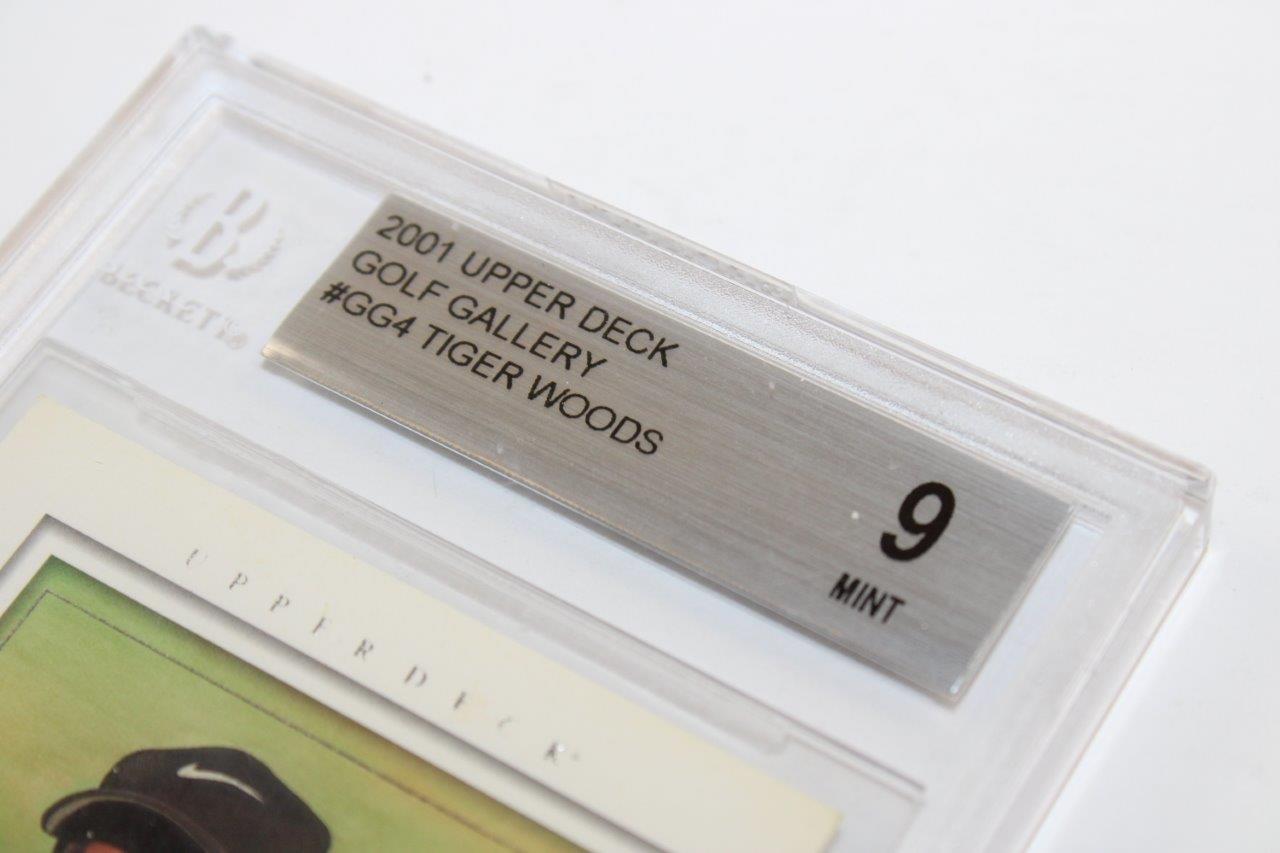 2001 UPPER DECK
GOLF GALLERY
#GG4 TIGER WOODS
9
MINT
BECKETT
B
UPPER DECK